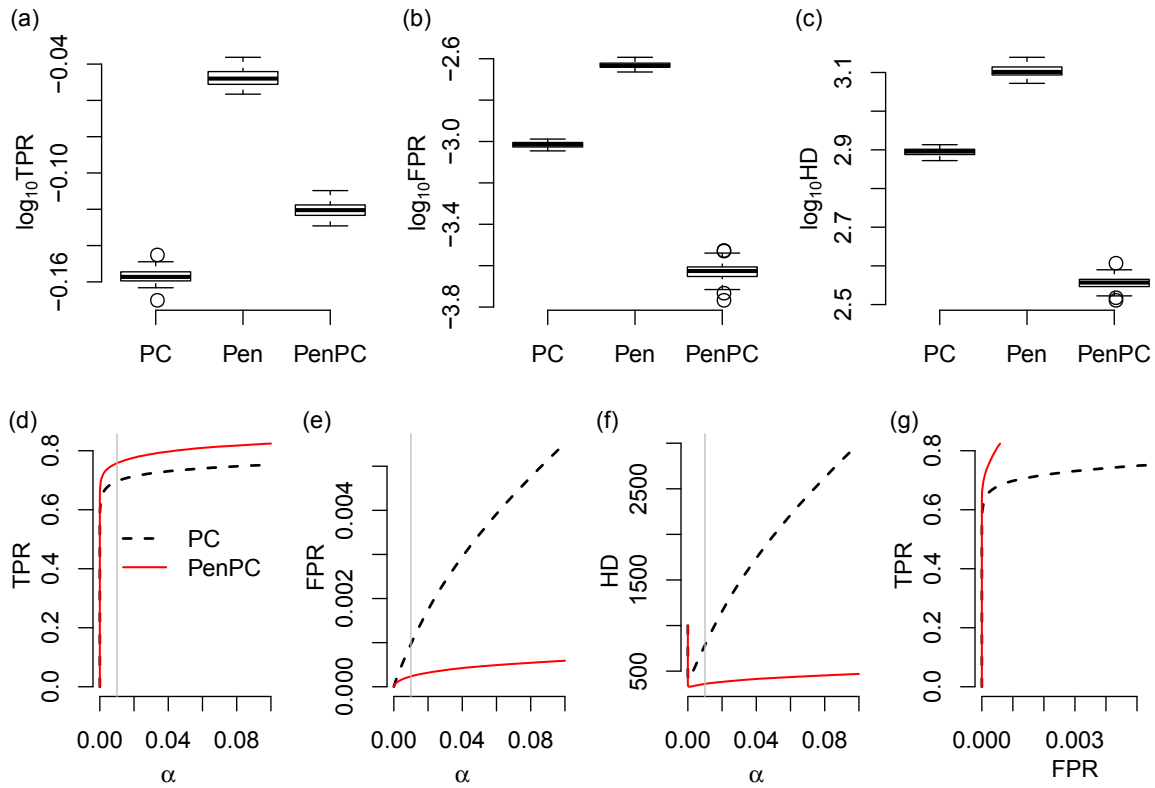 (a)
log10TPR
−0.04
−0.10
−0.16
PC
Pen
PenPC
(b)
log10FPR
−2.6
−3.0
−3.4
−3.8
PC
Pen
PenPC
(c)
log10HD
3.1
2.9
2.7
2.5
PC
Pen
PenPC
(d)
TPR
0.8
0.6
0.4
0.2
0.0
PC
PenPC
0.00
0.04
0.08
α
(e)
FPR
0.004
0.002
0.000
0.00
0.04
0.08
α
(f)
HD
2500
1500
500
0.00
0.04
0.08
α
(g)
TPR
0.8
0.6
0.4
0.2
0.0
0.000
0.003
FPR